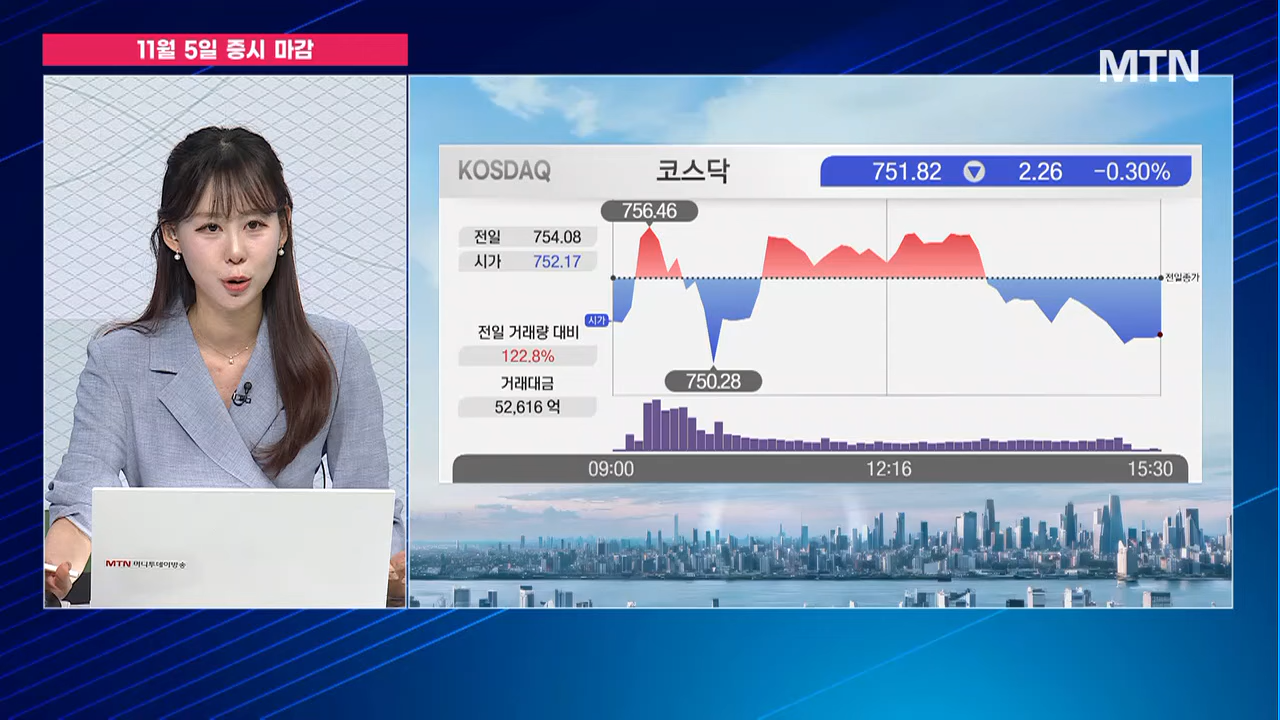 11월 5일 증시 마감
MTN
KOSDAQ 코스닥 751.82 ▼ 2.26 -0.30%
756.46
전일 754.08
시가 752.17
전일종가
시가
전일 거래량 대비
122.8%
750.28
거래대금
52,616 억
09:00 12:16 15:30
MTN 머니투데이방송